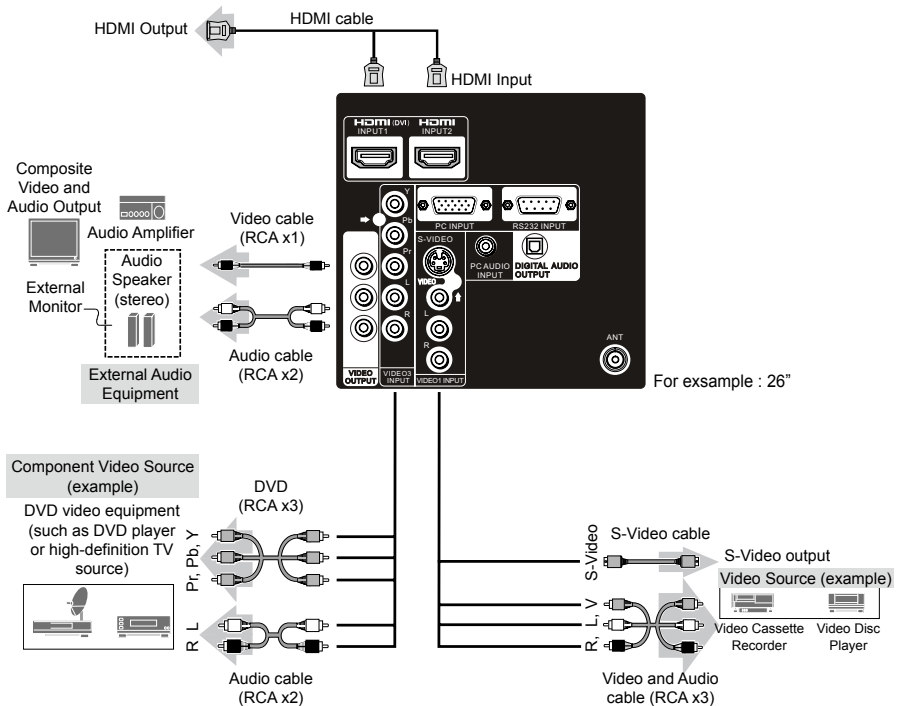 HDMI cable
HDMI Output
HDMI Input
HDMI (DVI) HDMI
INPUT1 INPUT2
Composite
Video and
Audio Output
Audio Amplifier
Audio
Speaker
(stereo)
External
Monitor
External Audio
Equipment
Video cable
(RCA x1)
Audio cable
(RCA x2)
Y
Pb
Pr
L
R
PC INPUT
RS232 INPUT
S-VIDEO
VIDEO
L
R
PC AUDIO
INPUT
DIGITAL AUDIO
OUTPUT
ANT
VIDEO
OUTPUT
VIDEO3
INPUT
VIDEO1 INPUT
For exsample : 26”
Component Video Source
(example)
DVD video equipment
(such as DVD player
or high-definition TV
source)
DVD
(RCA x3)
Pr, Pb, Y
R L
Audio cable
(RCA x2)
S-Video
S-Video cable
S-Video output
Video Source (example)
Video Cassette
Recorder
Video Disc
Player
R, L, V
Video and Audio
cable (RCA x3)